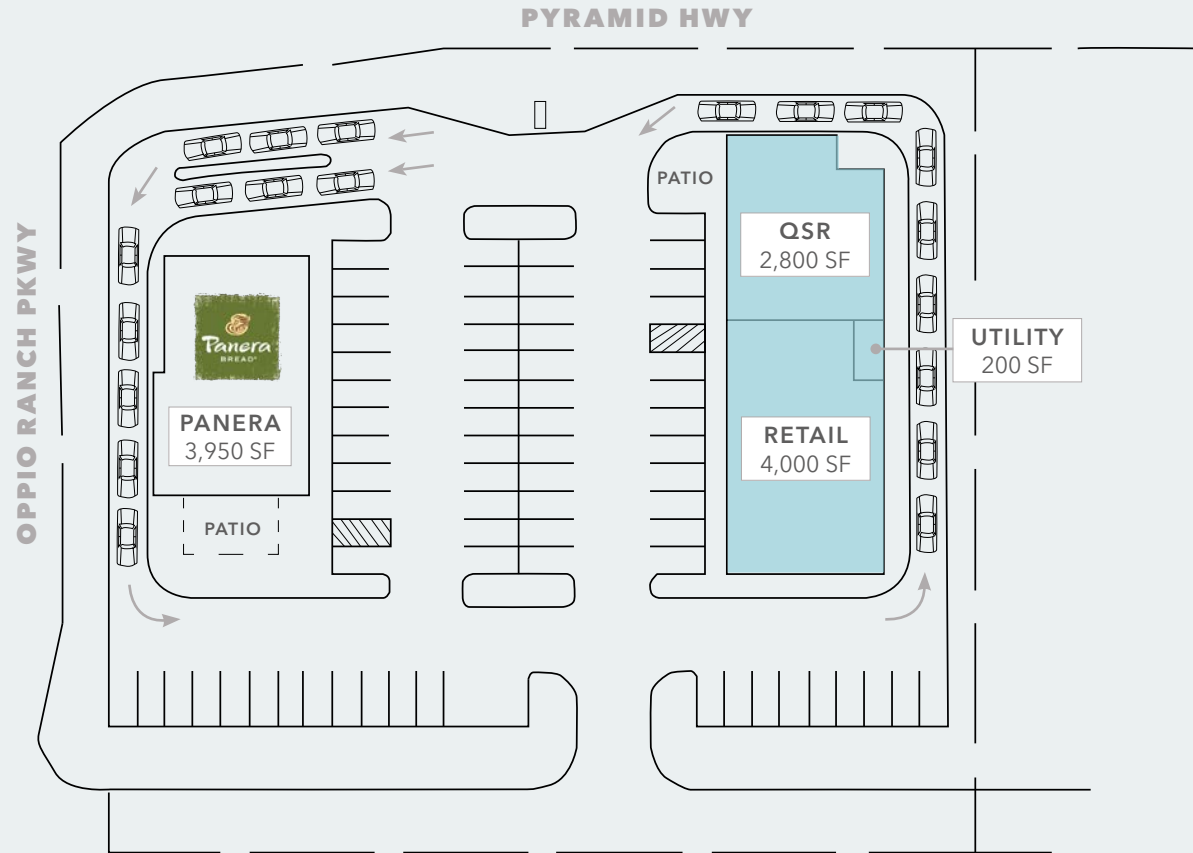 PYRAMID HWY
OPPIO RANCH PKWY
PATIO
QSR
2,800 SF
Panera
BREAD®
UTILITY
200 SF
PANERA
3,950 SF
RETAIL
4,000 SF
PATIO